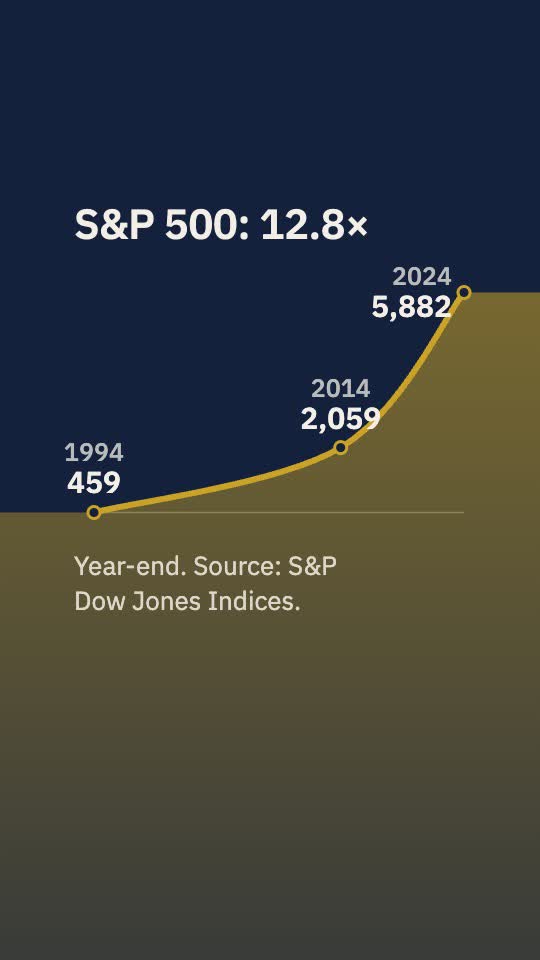 S&P 500: 12.8×
2024
5,882
2014
2,059
1994
459
Year-end. Source: S&P
Dow Jones Indices.